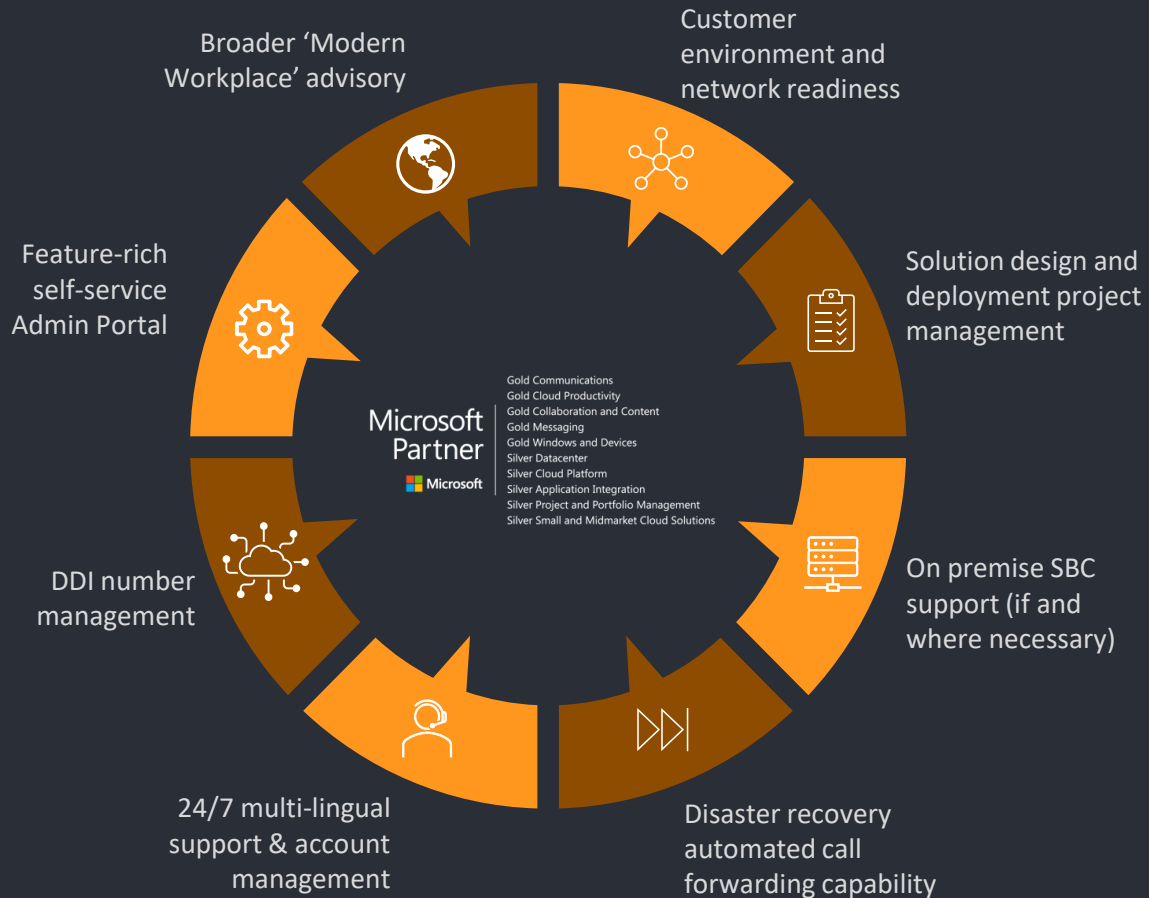 Broader ‘Modern
Workplace’ advisory
Customer
environment and
network readiness
Feature-rich
self-service
Admin Portal
Solution design and
deployment project
management
Microsoft
Partner
Microsoft
Gold Communications
Gold Cloud Productivity
Gold Collaboration and Content
Gold Messaging
Gold Windows and Devices
Silver Datacenter
Silver Cloud Platform
Silver Application Integration
Silver Project and Portfolio Management
Silver Small and Midmarket Cloud Solutions
DDI number
management
On premise SBC
support (if and
where necessary)
24/7 multi-lingual
support & account
management
Disaster recovery
automated call
forwarding capability